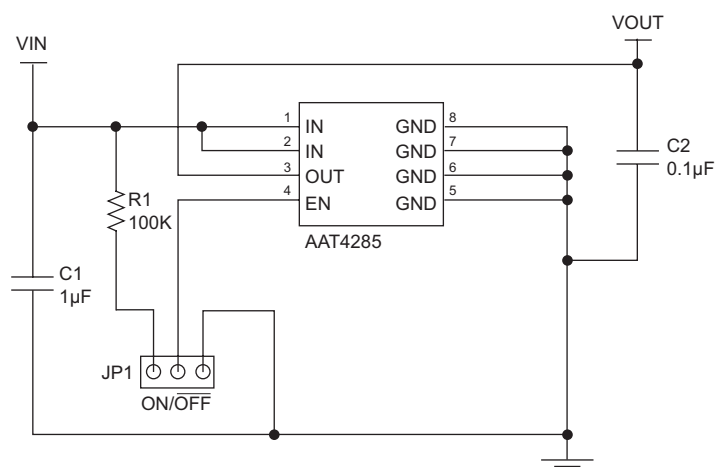 VOUT
VIN
1 IN GND 8
2 IN GND 7
3 OUT GND 6
4 EN GND 5
C2
0.1µF
R1
100K
AAT4285
C1
1µF
JP1
ON/OFF